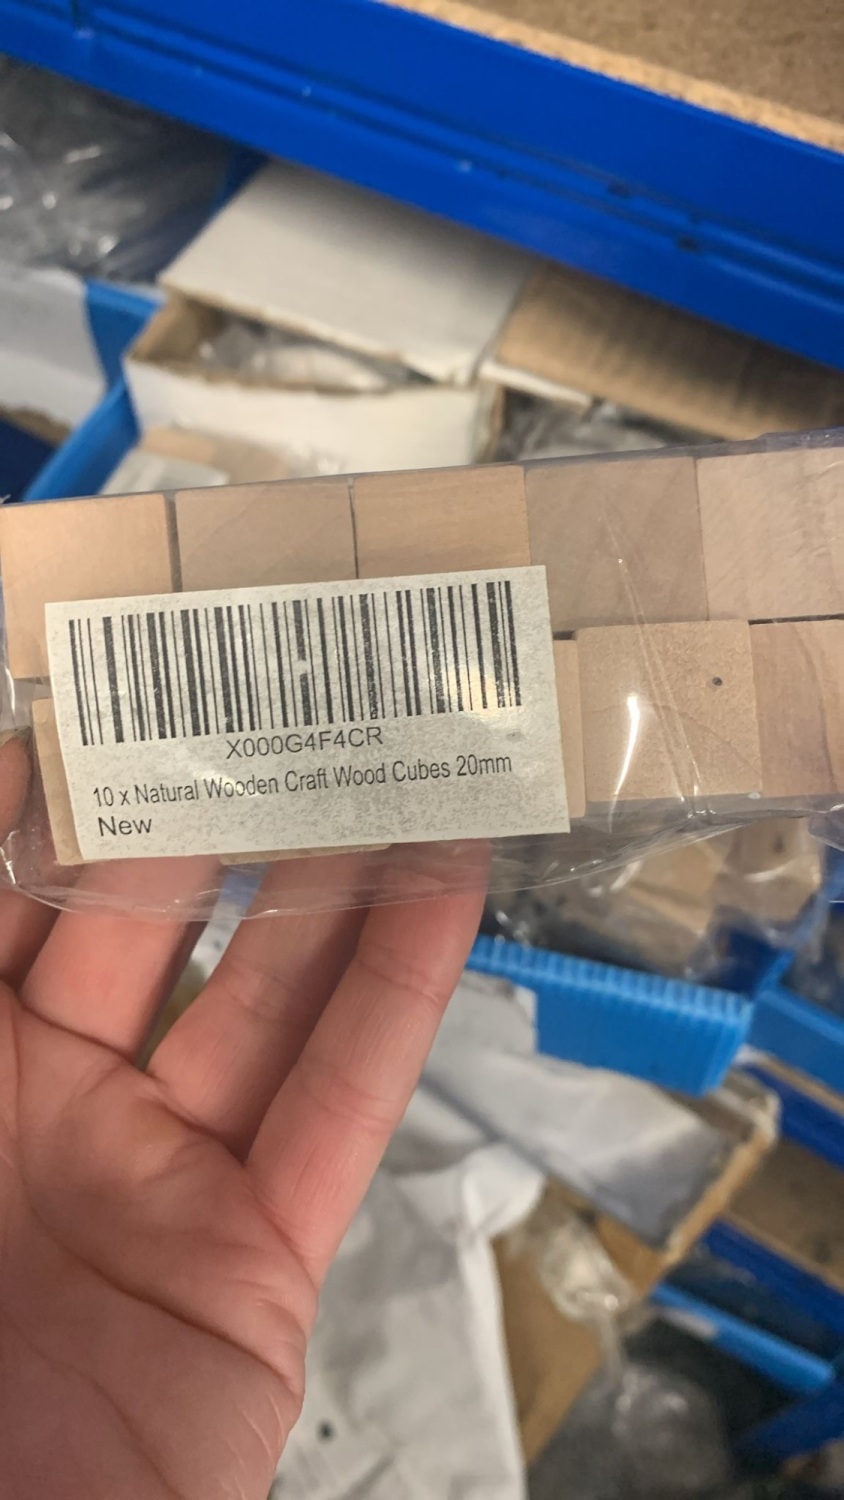 X000G4F4CR
10 x Natural Wooden Craft Wood Cubes 20mm
New